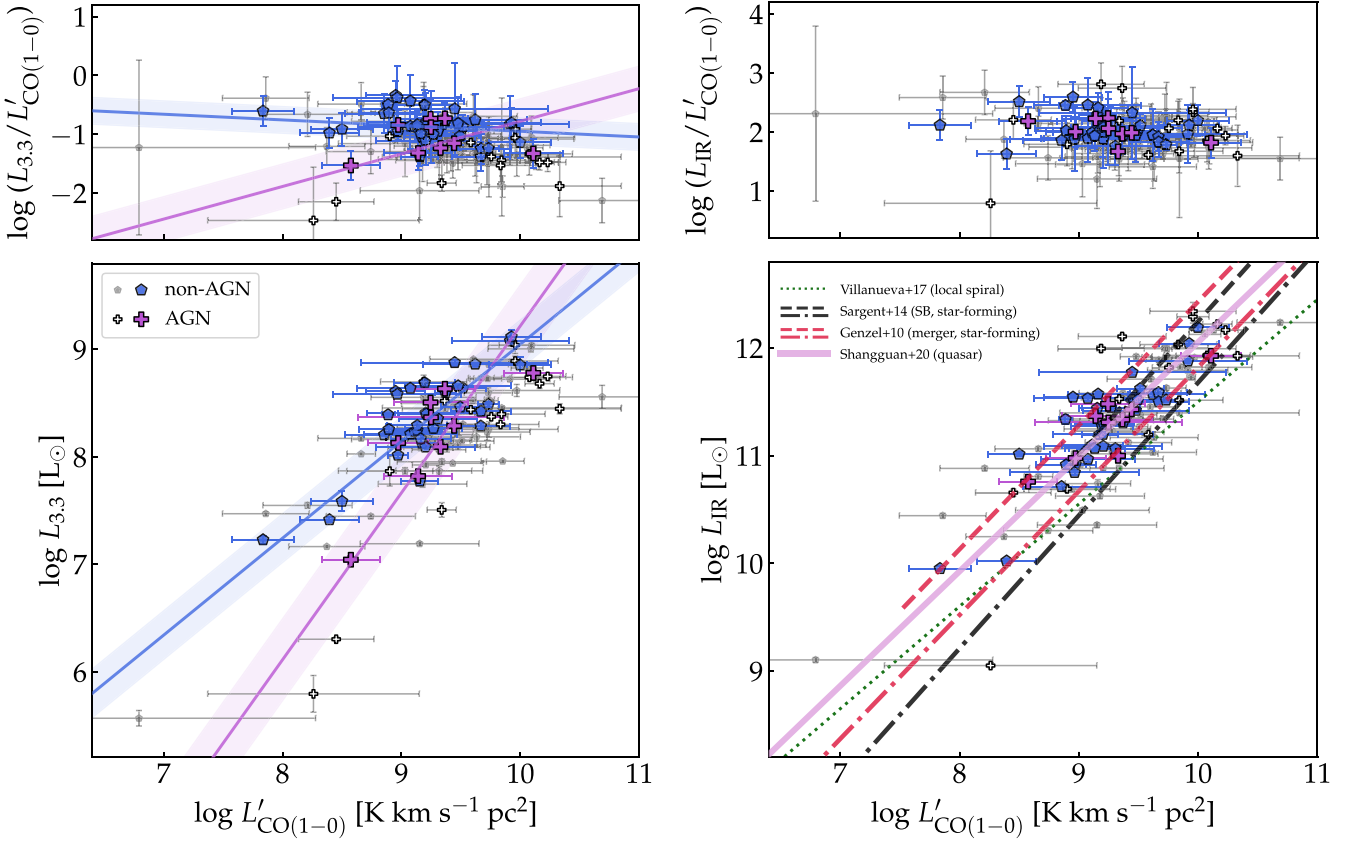 log (L₃.₃/L′CO(1−0))
1
0
−1
−2
log (LIR/L′CO(1−0))
4
3
2
1
log L₃.₃ [L⊙]
9
8
7
6
non-AGN
AGN
7 8 9 10 11
log L′CO(1−0) [K km s⁻¹ pc²]
log LIR [L⊙]
12
11
10
9
Villanueva+17 (local spiral)
Sargent+14 (SB, star-forming)
Genzel+10 (merger, star-forming)
Shangguan+20 (quasar)
7 8 9 10 11
log L′CO(1−0) [K km s⁻¹ pc²]